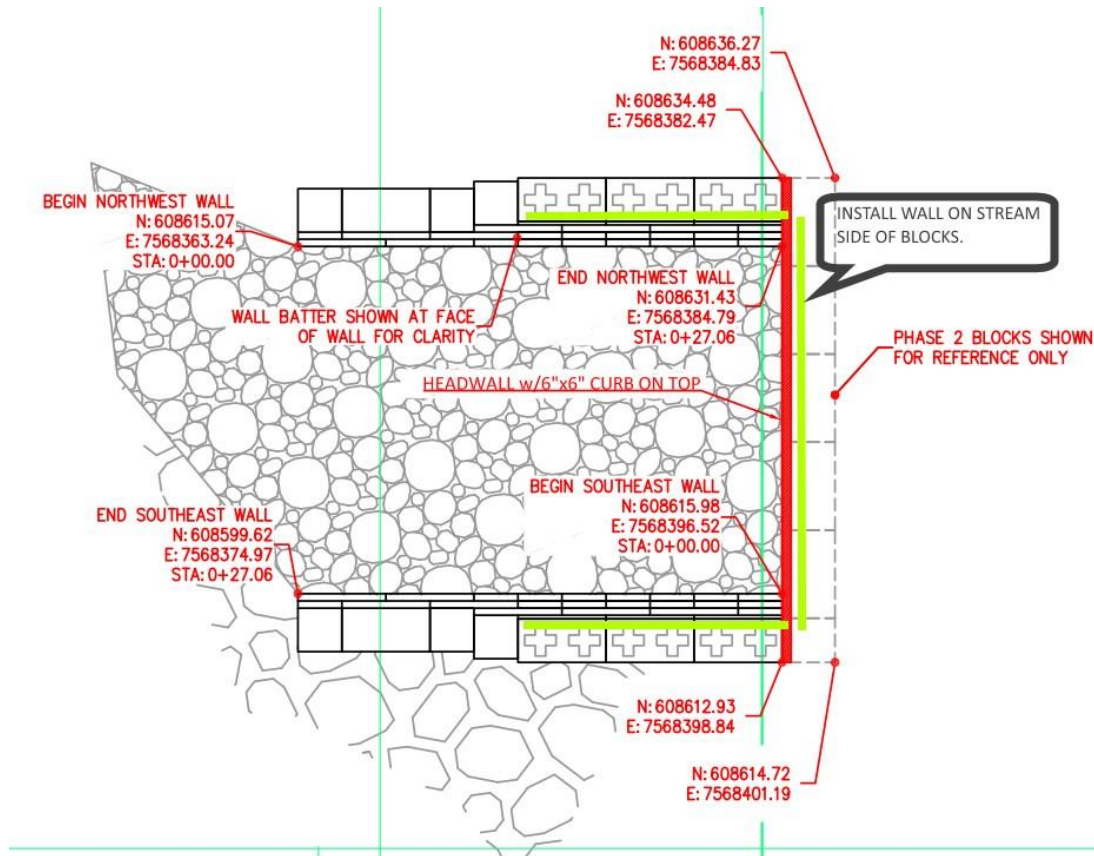 N: 608636.27
E: 7568384.83
N: 608634.48
E: 7568382.47
BEGIN NORTHWEST WALL
N: 608615.07
E: 7568363.24
STA: 0+00.00
INSTALL WALL ON STREAM
SIDE OF BLOCKS.
END NORTHWEST WALL
N: 608631.43
E: 7568384.79
STA: 0+27.06
WALL BATTER SHOWN AT FACE
OF WALL FOR CLARITY
PHASE 2 BLOCKS SHOWN
FOR REFERENCE ONLY
HEADWALL w/6"x6" CURB ON TOP
BEGIN SOUTHEAST WALL
N: 608615.98
E: 7568396.52
STA: 0+00.00
END SOUTHEAST WALL
N: 608599.62
E: 7568374.97
STA: 0+27.06
N: 608612.93
E: 7568398.84
N: 608614.72
E: 7568401.19